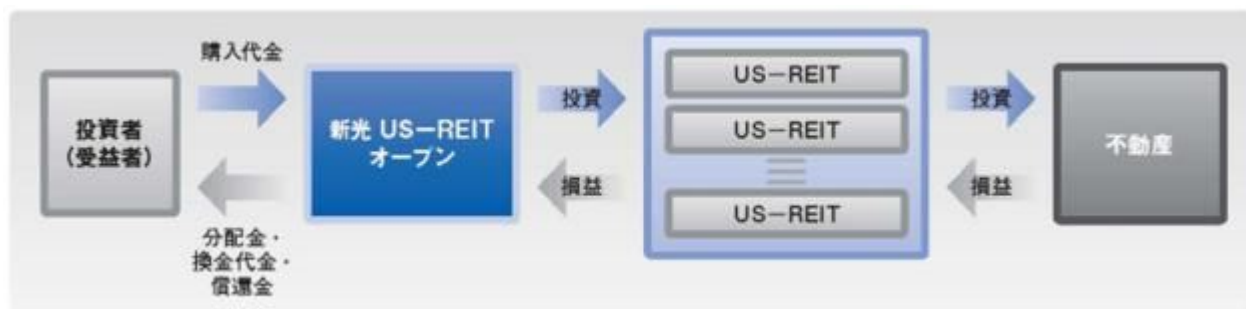 購入代金
投資者
（受益者）
分配金・
換金代金・
償還金
新光 US－REIT
オープン
投資
損益
US－REIT
US－REIT
US－REIT
投資
損益
不動産